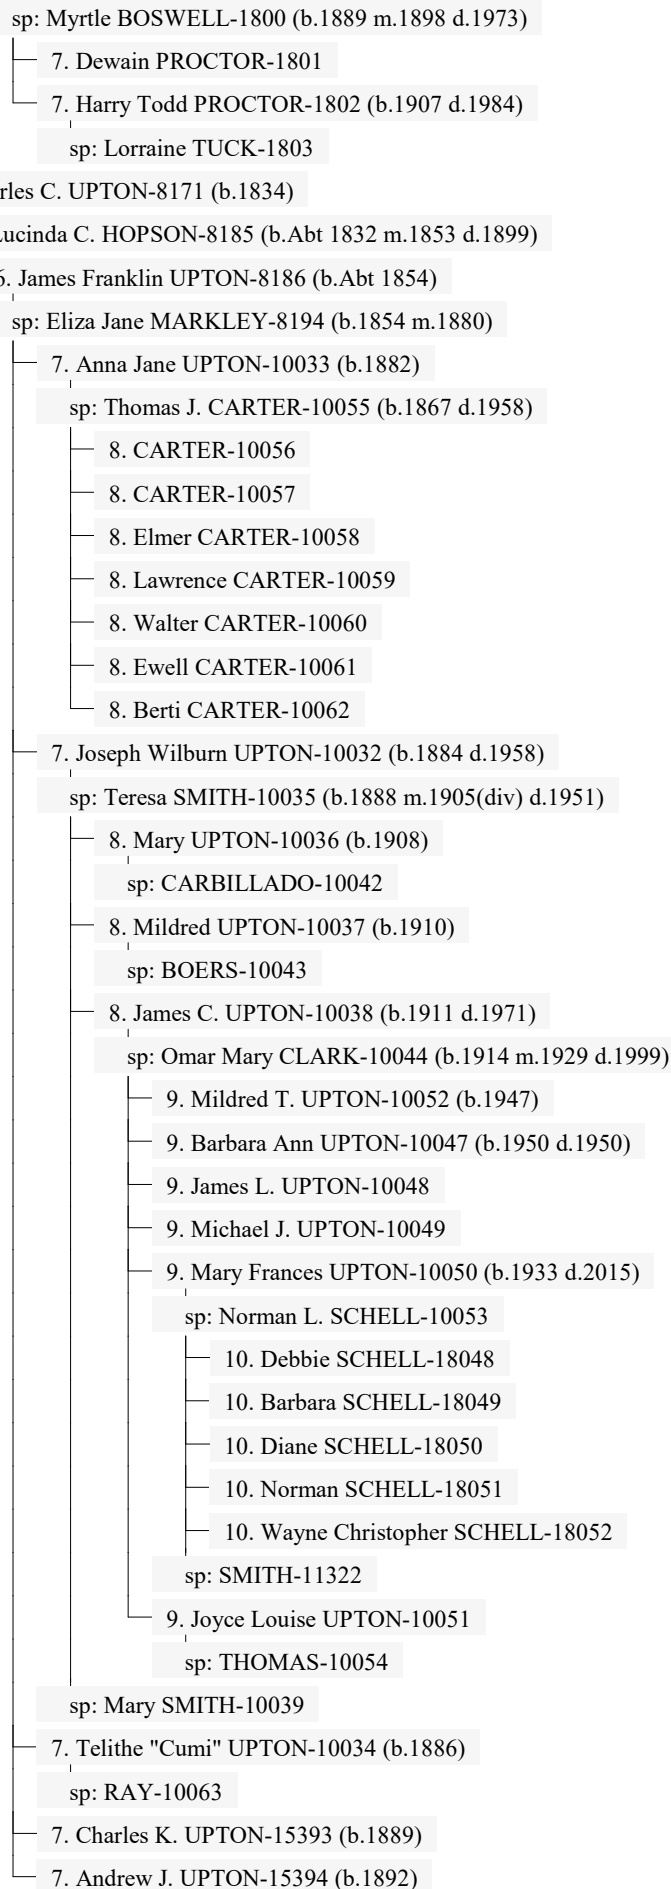 sp: Myrtle BOSWELL-1800 (b.1889 m.1898 d.1973)
7. Dewain PROCTOR-1801
7. Harry Todd PROCTOR-1802 (b.1907 d.1984)
sp: Lorraine TUCK-1803
rles C. UPTON-8171 (b.1834)
Lucinda C. HOPSON-8185 (b.Abt 1832 m.1853 d.1899)
6. James Franklin UPTON-8186 (b.Abt 1854)
sp: Eliza Jane MARKLEY-8194 (b.1854 m.1880)
7. Anna Jane UPTON-10033 (b.1882)
sp: Thomas J. CARTER-10055 (b.1867 d.1958)
8. CARTER-10056
8. CARTER-10057
8. Elmer CARTER-10058
8. Lawrence CARTER-10059
8. Walter CARTER-10060
8. Ewell CARTER-10061
8. Berti CARTER-10062
7. Joseph Wilburn UPTON-10032 (b.1884 d.1958)
sp: Teresa SMITH-10035 (b.1888 m.1905(div) d.1951)
8. Mary UPTON-10036 (b.1908)
sp: CARBILLADO-10042
8. Mildred UPTON-10037 (b.1910)
sp: BOERS-10043
8. James C. UPTON-10038 (b.1911 d.1971)
sp: Omar Mary CLARK-10044 (b.1914 m.1929 d.1999)
9. Mildred T. UPTON-10052 (b.1947)
9. Barbara Ann UPTON-10047 (b.1950 d.1950)
9. James L. UPTON-10048
9. Michael J. UPTON-10049
9. Mary Frances UPTON-10050 (b.1933 d.2015)
sp: Norman L. SCHELL-10053
10. Debbie SCHELL-18048
10. Barbara SCHELL-18049
10. Diane SCHELL-18050
10. Norman SCHELL-18051
10. Wayne Christopher SCHELL-18052
sp: SMITH-11322
9. Joyce Louise UPTON-10051
sp: THOMAS-10054
sp: Mary SMITH-10039
7. Telithe "Cumi" UPTON-10034 (b.1886)
sp: RAY-10063
7. Charles K. UPTON-15393 (b.1889)
7. Andrew J. UPTON-15394 (b.1892)